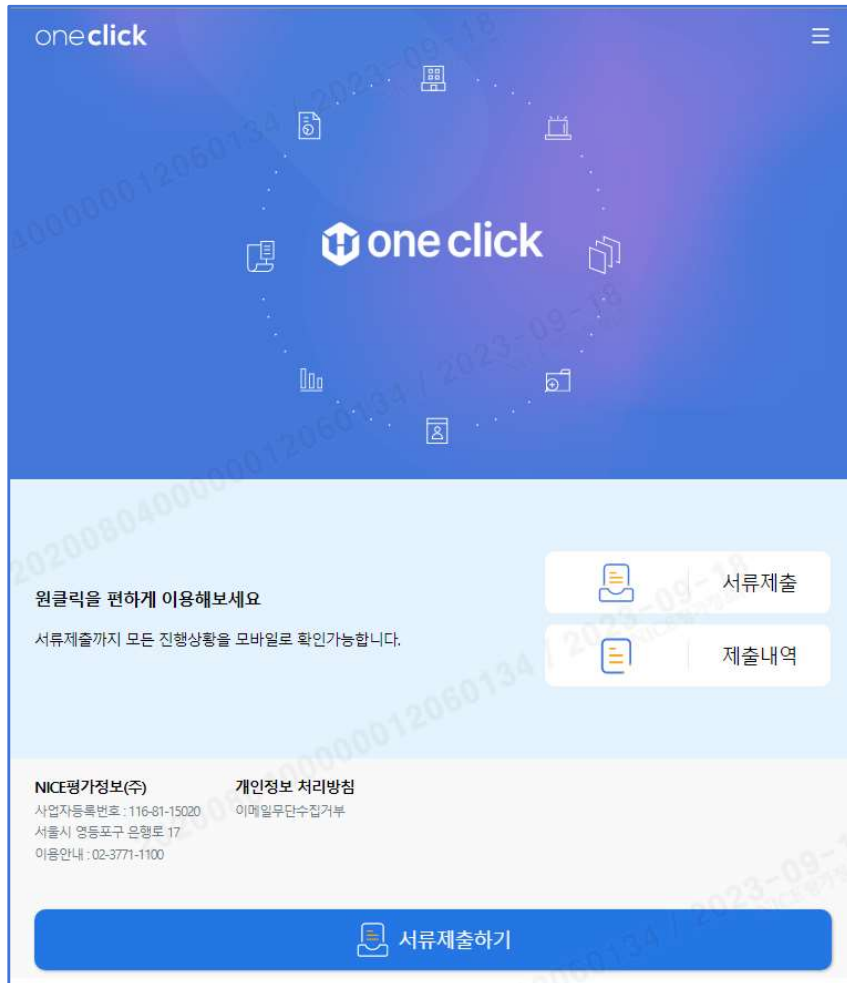 oneclick
one click
원클릭을 편하게 이용해보세요
서류제출까지 모든 진행상황을 모바일로 확인가능합니다.
서류제출
제출내역
NICE평가정보(주)
사업자등록번호 : 116-81-15020
서울시 영등포구 은행로 17
이용안내 : 02-3771-1100
개인정보 처리방침
이메일무단수집거부
서류제출하기